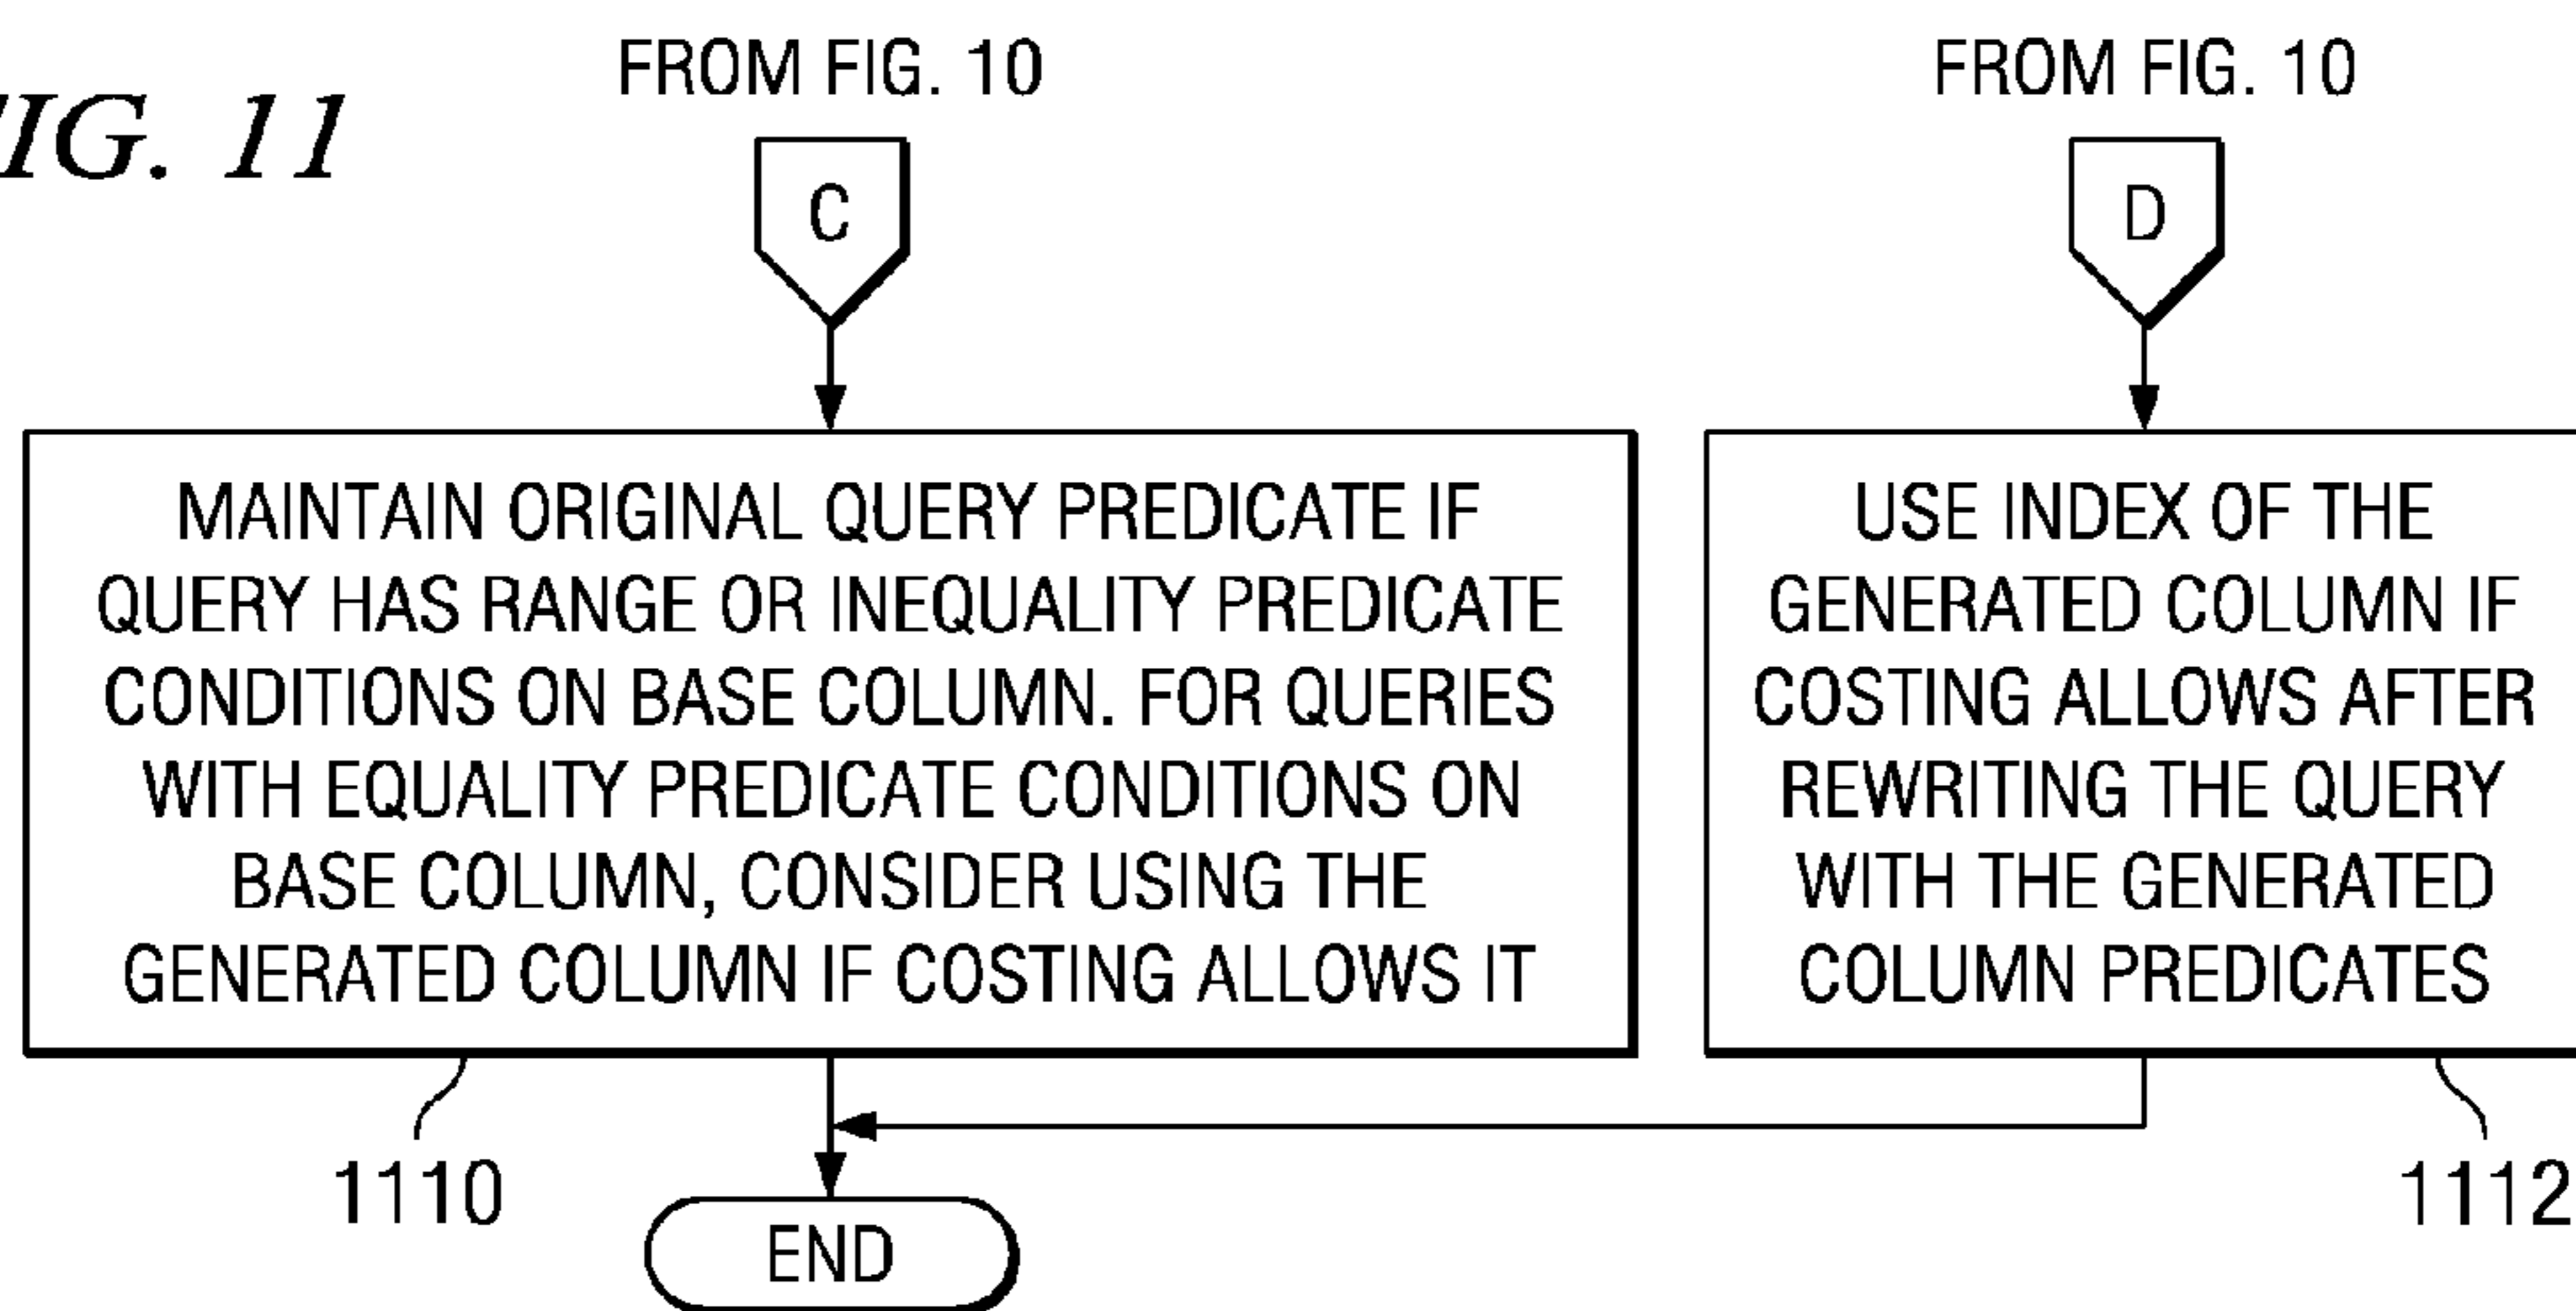 FIG. 11
FROM FIG. 10
C
MAINTAIN ORIGINAL QUERY PREDICATE IF
QUERY HAS RANGE OR INEQUALITY PREDICATE
CONDITIONS ON BASE COLUMN. FOR QUERIES
WITH EQUALITY PREDICATE CONDITIONS ON
BASE COLUMN, CONSIDER USING THE
GENERATED COLUMN IF COSTING ALLOWS IT
1110
FROM FIG. 10
D
USE INDEX OF THE
GENERATED COLUMN IF
COSTING ALLOWS AFTER
REWRITING THE QUERY
WITH THE GENERATED
COLUMN PREDICATES
1112
END